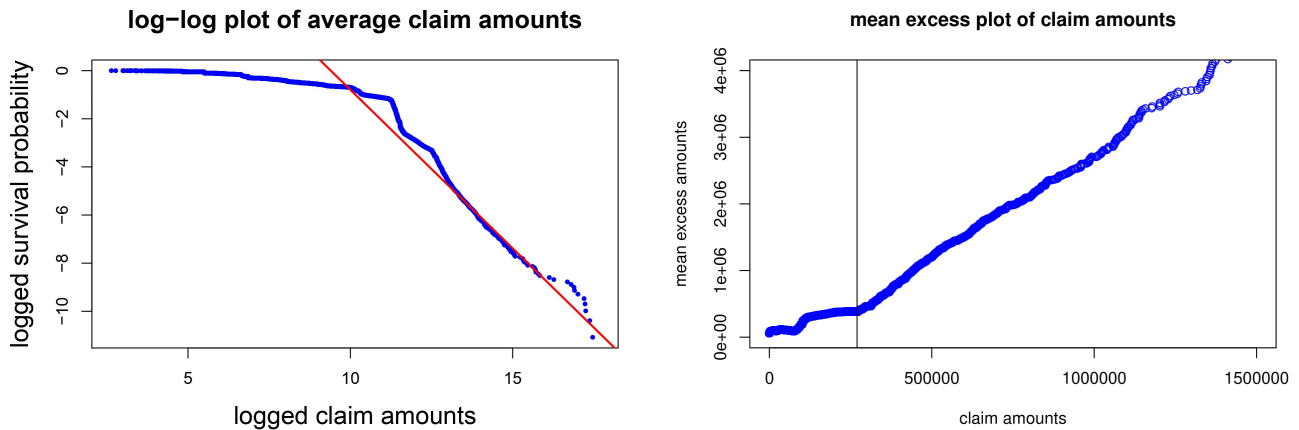 log−log plot of average claim amounts
logged survival probability
0
−2
−4
−6
−8
−10
5
10
15
logged claim amounts
mean excess plot of claim amounts
mean excess amounts
4e+06
3e+06
2e+06
1e+06
0e+00
0
500000
1000000
1500000
claim amounts